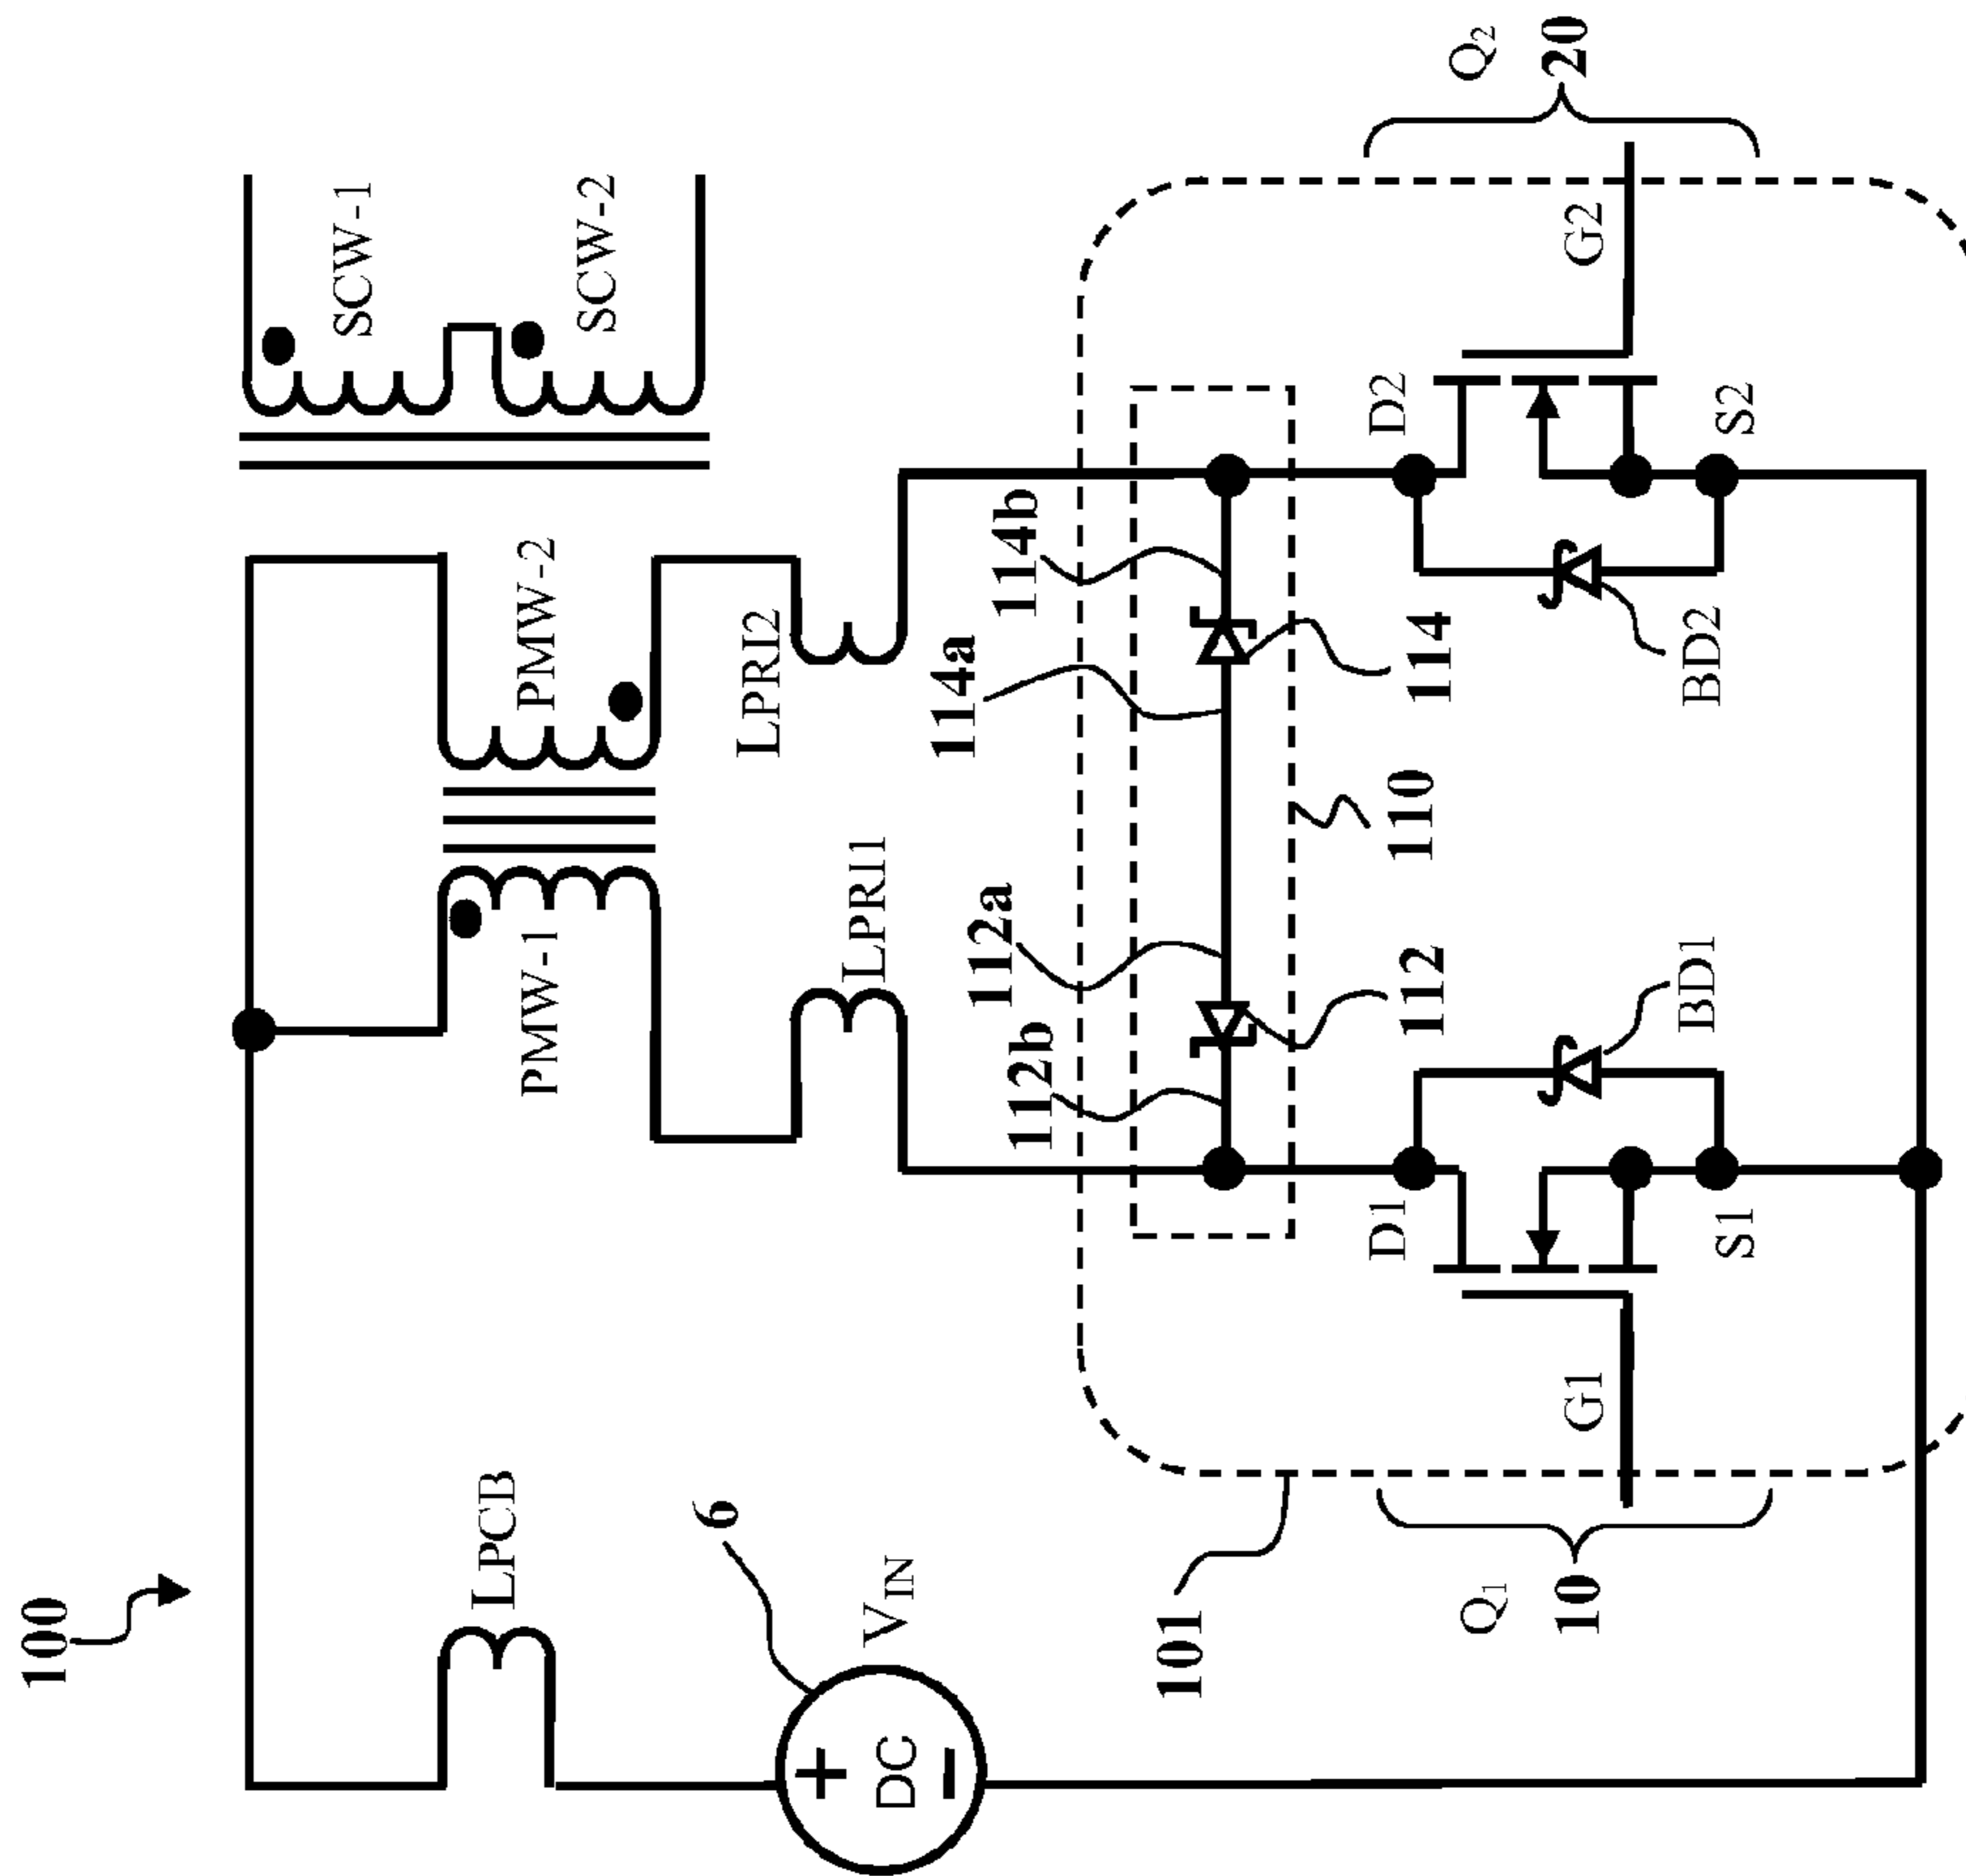 100
LPCB
6
VIN
+
DC
−
PMW-1
PMW-2
SCW-1
SCW-2
LPRI1
LPRI2
101
112b
112a
114a
114b
112
110
114
D1
D2
BD1
BD2
G1
G2
S1
S2
Q1
10
Q2
20